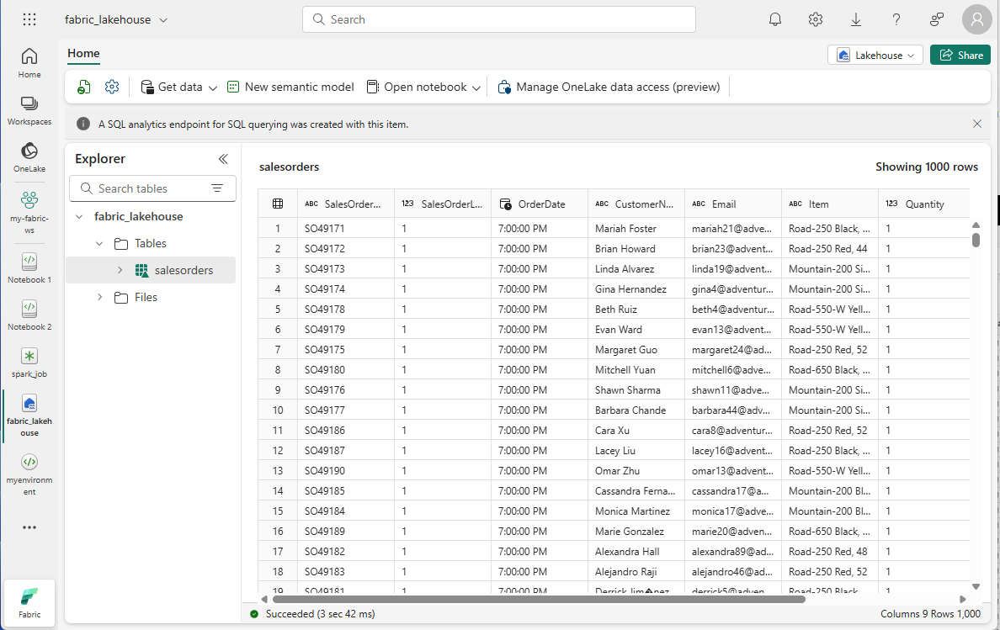 fabric_lakehouse
Search
Home
Lakehouse
Share
Get data
New semantic model
Open notebook
Manage OneLake data access (preview)
A SQL analytics endpoint for SQL querying was created with this item.
Home
Workspaces
OneLake
my-fabric-
ws
Notebook 1
Notebook 2
spark_job
fabric_lakeh
ouse
myenvironm
ent
Fabric
Explorer
Search tables
fabric_lakehouse
Tables
salesorders
Files
salesorders
Showing 1000 rows
ABC SalesOrder... 123 SalesOrderL... OrderDate ABC CustomerN... ABC Email ABC Item 123 Quantity
1 SO49171 1 7:00:00 PM Mariah Foster mariah21@adve... Road-250 Black, ... 1
2 SO49172 1 7:00:00 PM Brian Howard brian23@advent... Road-250 Red, 44 1
3 SO49173 1 7:00:00 PM Linda Alvarez linda19@advent... Mountain-200 Si... 1
4 SO49174 1 7:00:00 PM Gina Hernandez gina4@adventur... Mountain-200 Si... 1
5 SO49178 1 7:00:00 PM Beth Ruiz beth4@adventur... Road-550-W Yell... 1
6 SO49179 1 7:00:00 PM Evan Ward evan13@advent... Road-550-W Yell... 1
7 SO49175 1 7:00:00 PM Margaret Guo margaret24@ad... Road-250 Red, 52 1
8 SO49180 1 7:00:00 PM Mitchell Yuan mitchell6@adve... Road-650 Black, ... 1
9 SO49176 1 7:00:00 PM Shawn Sharma shawn11@adve... Mountain-200 Si... 1
10 SO49177 1 7:00:00 PM Barbara Chande barbara44@adv... Mountain-200 Si... 1
11 SO49186 1 7:00:00 PM Cara Xu cara8@adventur... Road-250 Red, 52 1
12 SO49187 1 7:00:00 PM Lacey Liu lacey16@advent... Road-250 Black, ... 1
13 SO49190 1 7:00:00 PM Omar Zhu omar13@advent... Road-550-W Yell... 1
14 SO49185 1 7:00:00 PM Cassandra Ferna... cassandra17@a... Mountain-200 Bl... 1
15 SO49184 1 7:00:00 PM Monica Martinez monica17@adve... Mountain-200 Bl... 1
16 SO49189 1 7:00:00 PM Marie Gonzalez marie20@adven... Road-650 Black, ... 1
17 SO49182 1 7:00:00 PM Alexandra Hall alexandra89@ad... Road-250 Red, 48 1
18 SO49183 1 7:00:00 PM Alejandro Raji alejandro46@ad... Road-250 Red, 52 1
19 SO49181 1 7:00:00 PM Derrick Jim�nez derrick5@adven... Road-250 Black, ... 1
Succeeded (3 sec 42 ms)
Columns 9 Rows 1,000